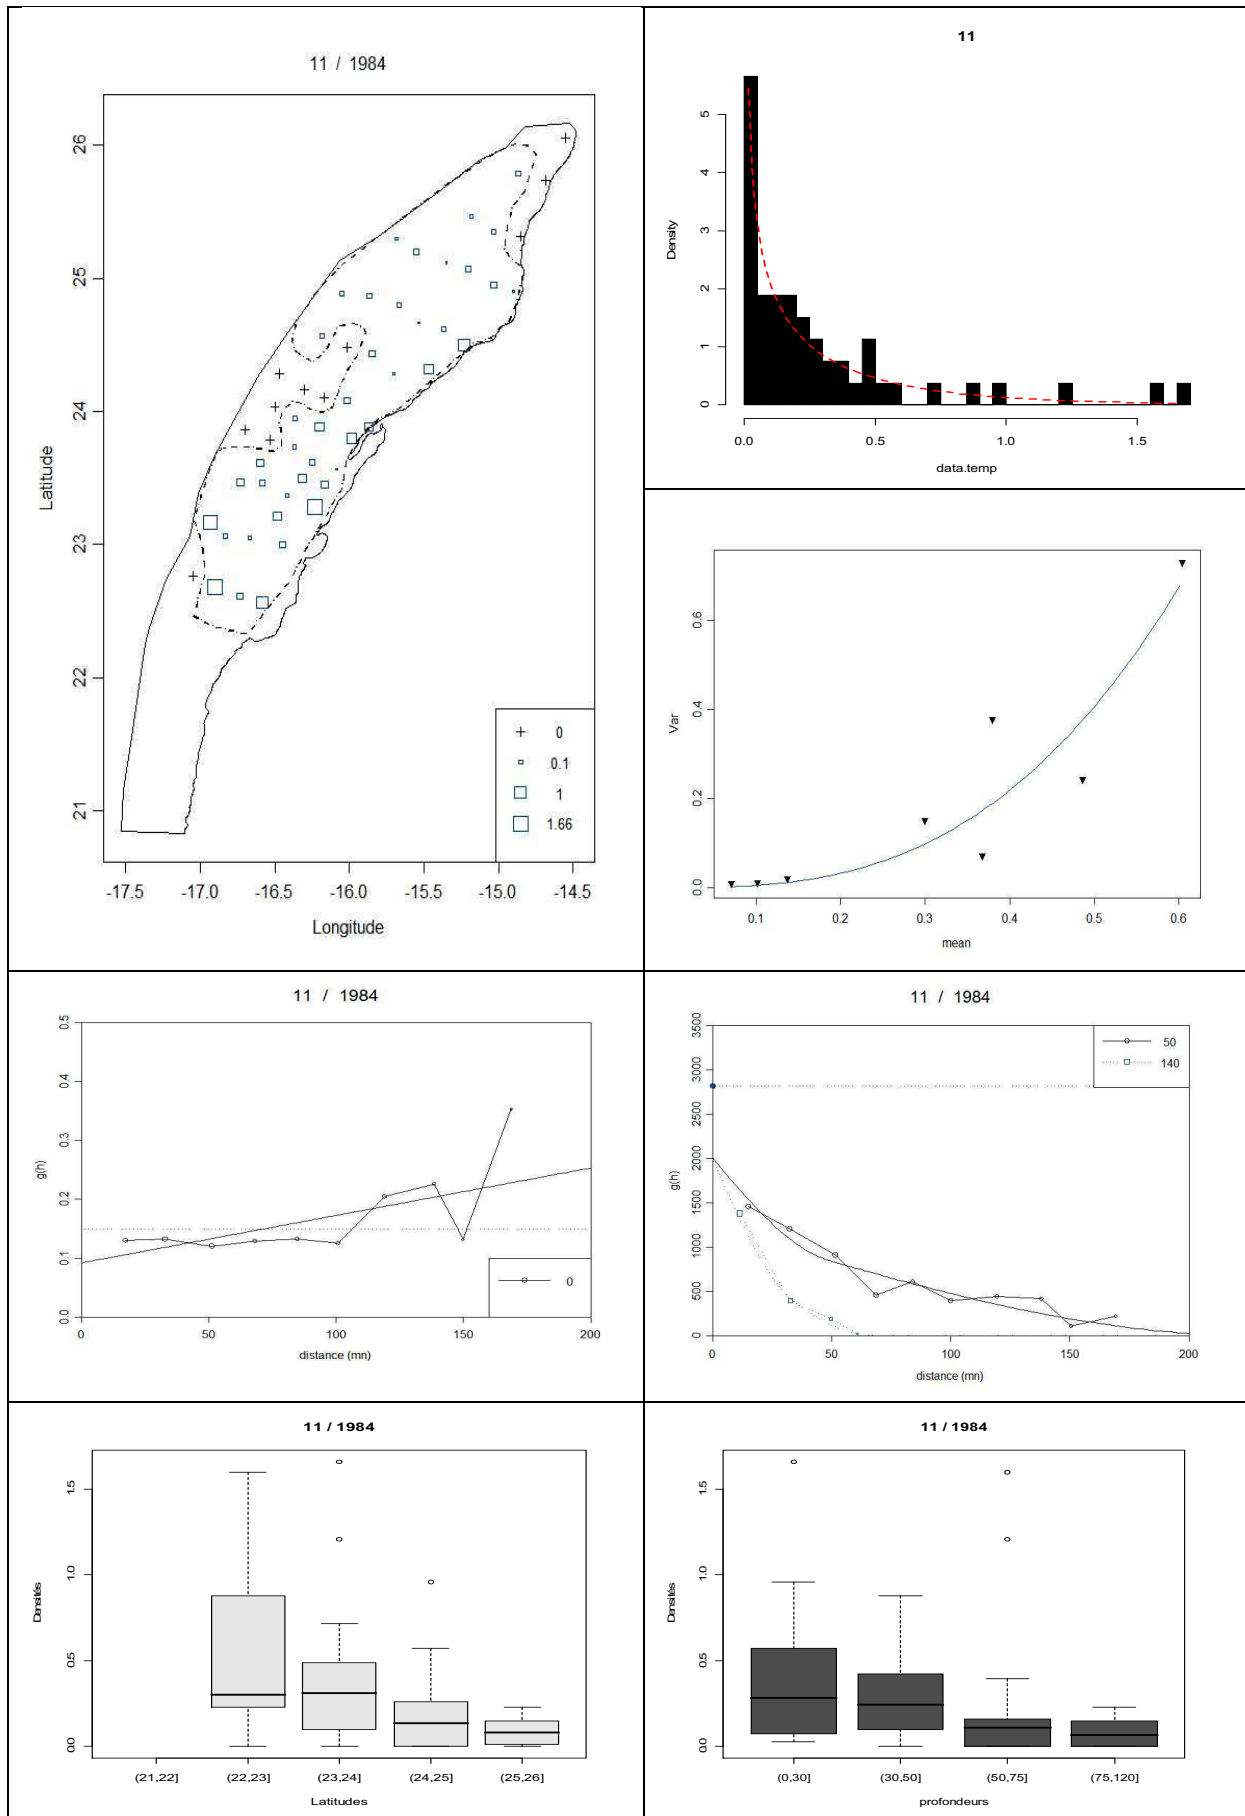 11 / 1984
26
25
24
23
22
21
Latitude
-17.5 -17.0 -16.5 -16.0 -15.5 -15.0 -14.5
Longitude
0
0.1
1
1.66
11
5
4
3
2
1
0
Density
0.0 0.5 1.0 1.5
data.temp
0.6
0.4
0.2
0.0
Var
0.1 0.2 0.3 0.4 0.5 0.6
mean
11 / 1984
0.5
0.4
0.3
0.2
0.1
0.0
g(h)
0
0 50 100 150 200
distance (mn)
11 / 1984
3500
3000
2500
2000
1500
1000
500
0
g(h)
50
140
0 50 100 150 200
distance (mn)
11 / 1984
1.5
1.0
0.5
0.0
Densités
(21,22] (22,23] (23,24] (24,25] (25,26]
Latitudes
11 / 1984
1.5
1.0
0.5
0.0
Densités
(0,30] (30,50] (50,75] (75,120]
profondeurs